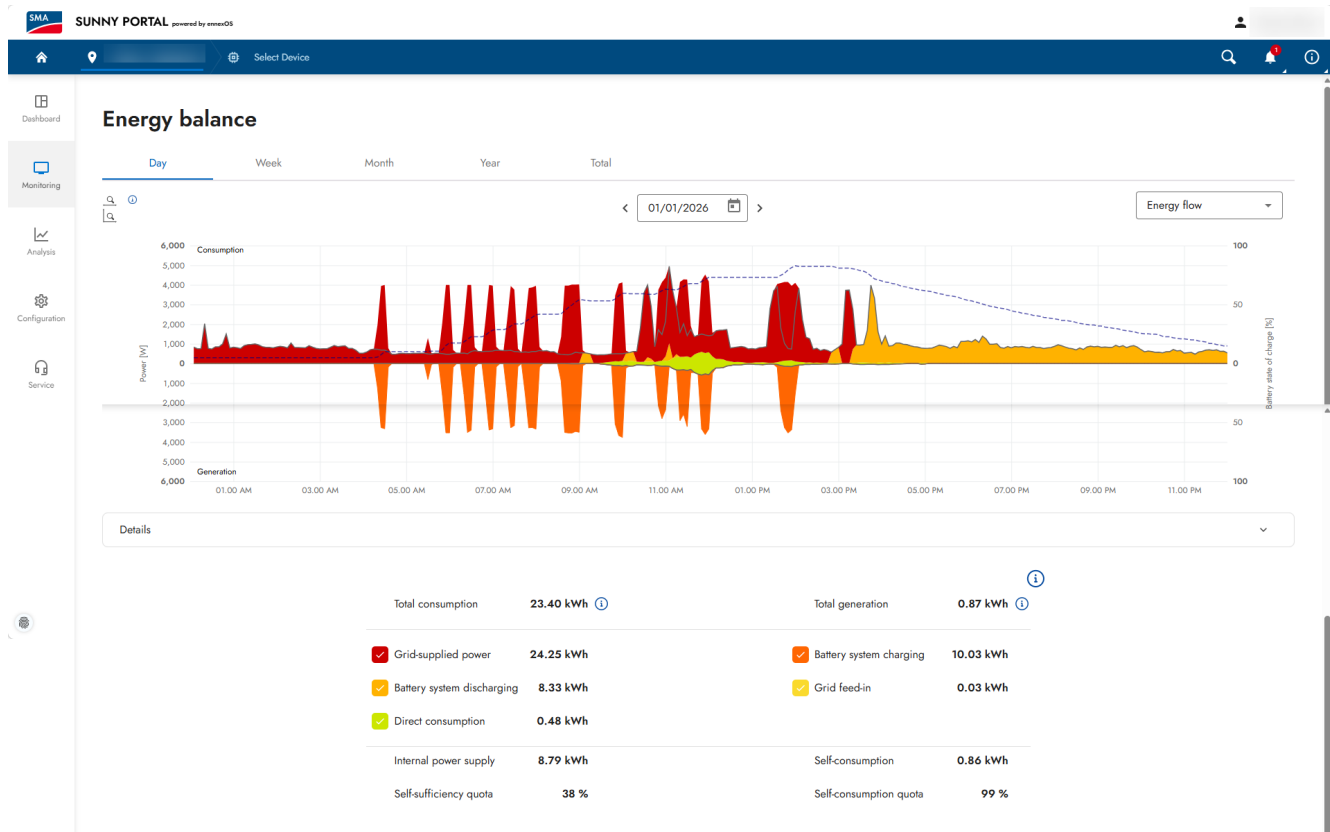 SMA
SUNNY PORTAL powered by ennexOS
Select Device
1
Dashboard
Monitoring
Analysis
Configuration
Service
Energy balance
Day Week Month Year Total
01/01/2026
Energy flow
6,000 Consumption 100
5,000
4,000
3,000 50
2,000
1,000
0 0
1,000
2,000
3,000 50
4,000
5,000
6,000 Generation 100
Power [W]
Battery state of charge [%]
01.00 AM 03.00 AM 05.00 AM 07.00 AM 09.00 AM 11.00 AM 01.00 PM 03.00 PM 05.00 PM 07.00 PM 09.00 PM 11.00 PM
Details
Total consumption 23.40 kWh Total generation 0.87 kWh
Grid-supplied power 24.25 kWh Battery system charging 10.03 kWh
Battery system discharging 8.33 kWh Grid feed-in 0.03 kWh
Direct consumption 0.48 kWh
Internal power supply 8.79 kWh Self-consumption 0.86 kWh
Self-sufficiency quota 38 % Self-consumption quota 99 %